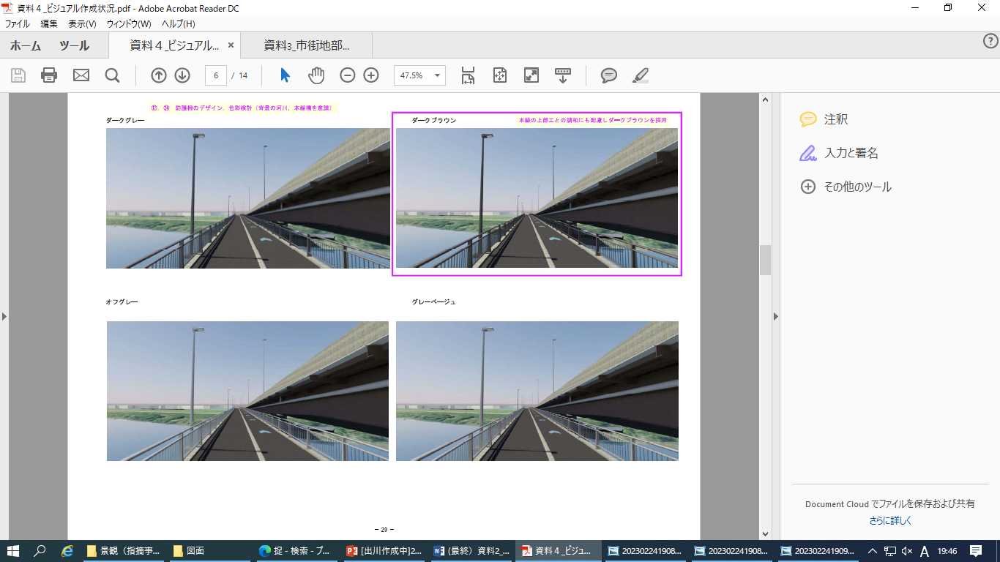 資料４_ビジュアル作成状況.pdf - Adobe Acrobat Reader DC
ファイル 編集 表示(V) ウィンドウ(W) ヘルプ(H)
ホーム ツール 資料４_ビジュアル... × 資料3_市街地部...
6 / 14 47.5%
防護柵のデザイン、色彩検討（背景の河川、本線橋を意識）
ダークグレー ダークブラウン 本線の上部工との調和にも配慮しダークブラウンを採用
オフグレー グレーベージュ
－ 29 －
注釈
入力と署名
その他のツール
Document Cloud でファイルを保存および共有
さらに詳しく
景観（指摘事... 図面 捉 - 検索 - プ... [出川作成中]2... （最終）資料2_... 資料４_ビジュ... 202302241908... 202302241908... 202302241909... A 19:46